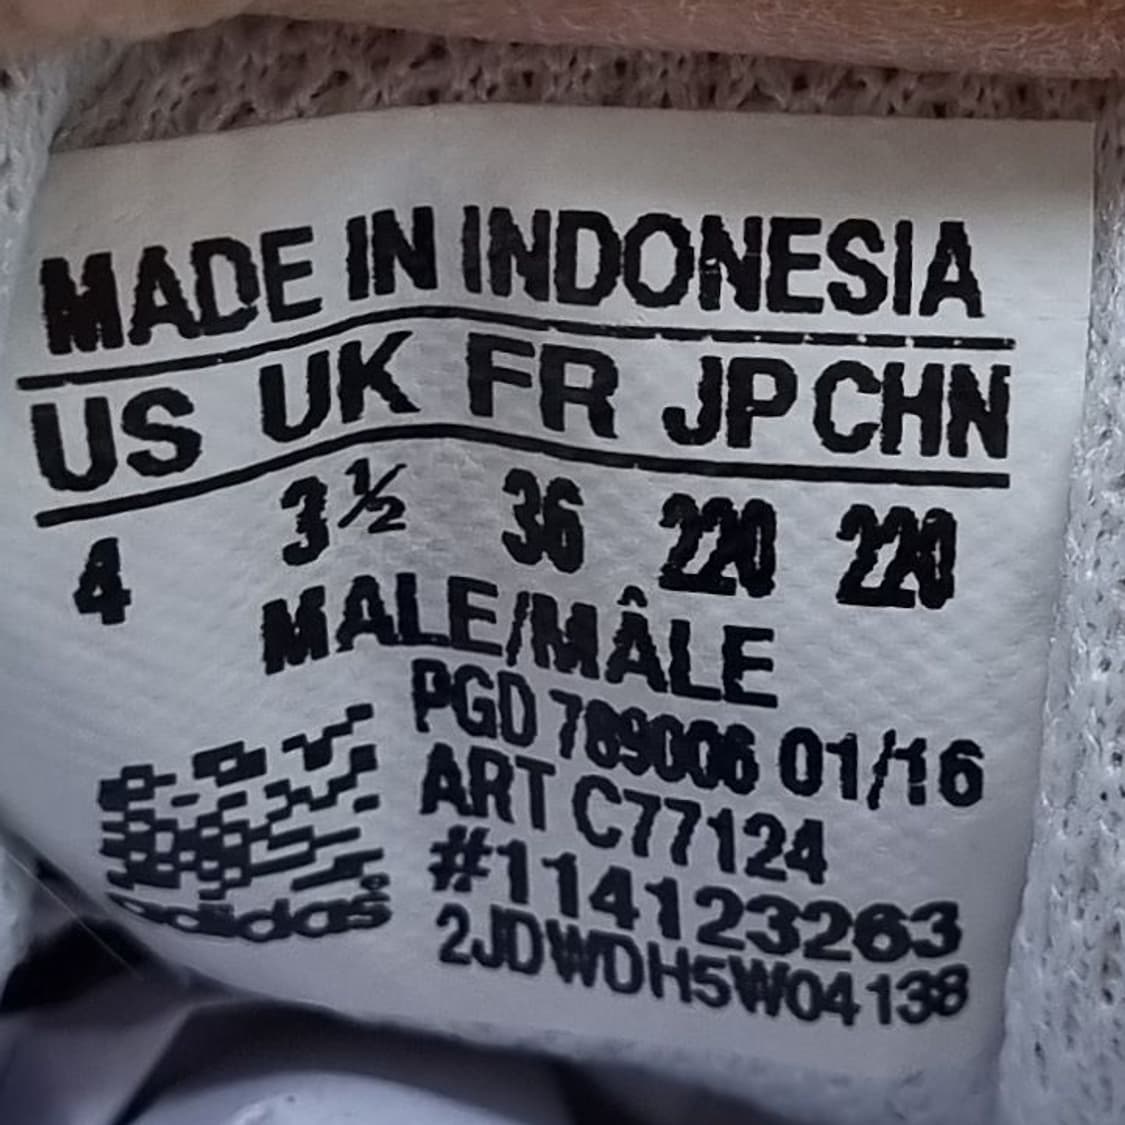 MADE IN INDONESIA
US UK FR JP CHN
4 3½ 36 220 220
MALE/MÂLE
PGD 789006 01/16
ART C77124
#114123263
2JDWDH5W04138
adidas